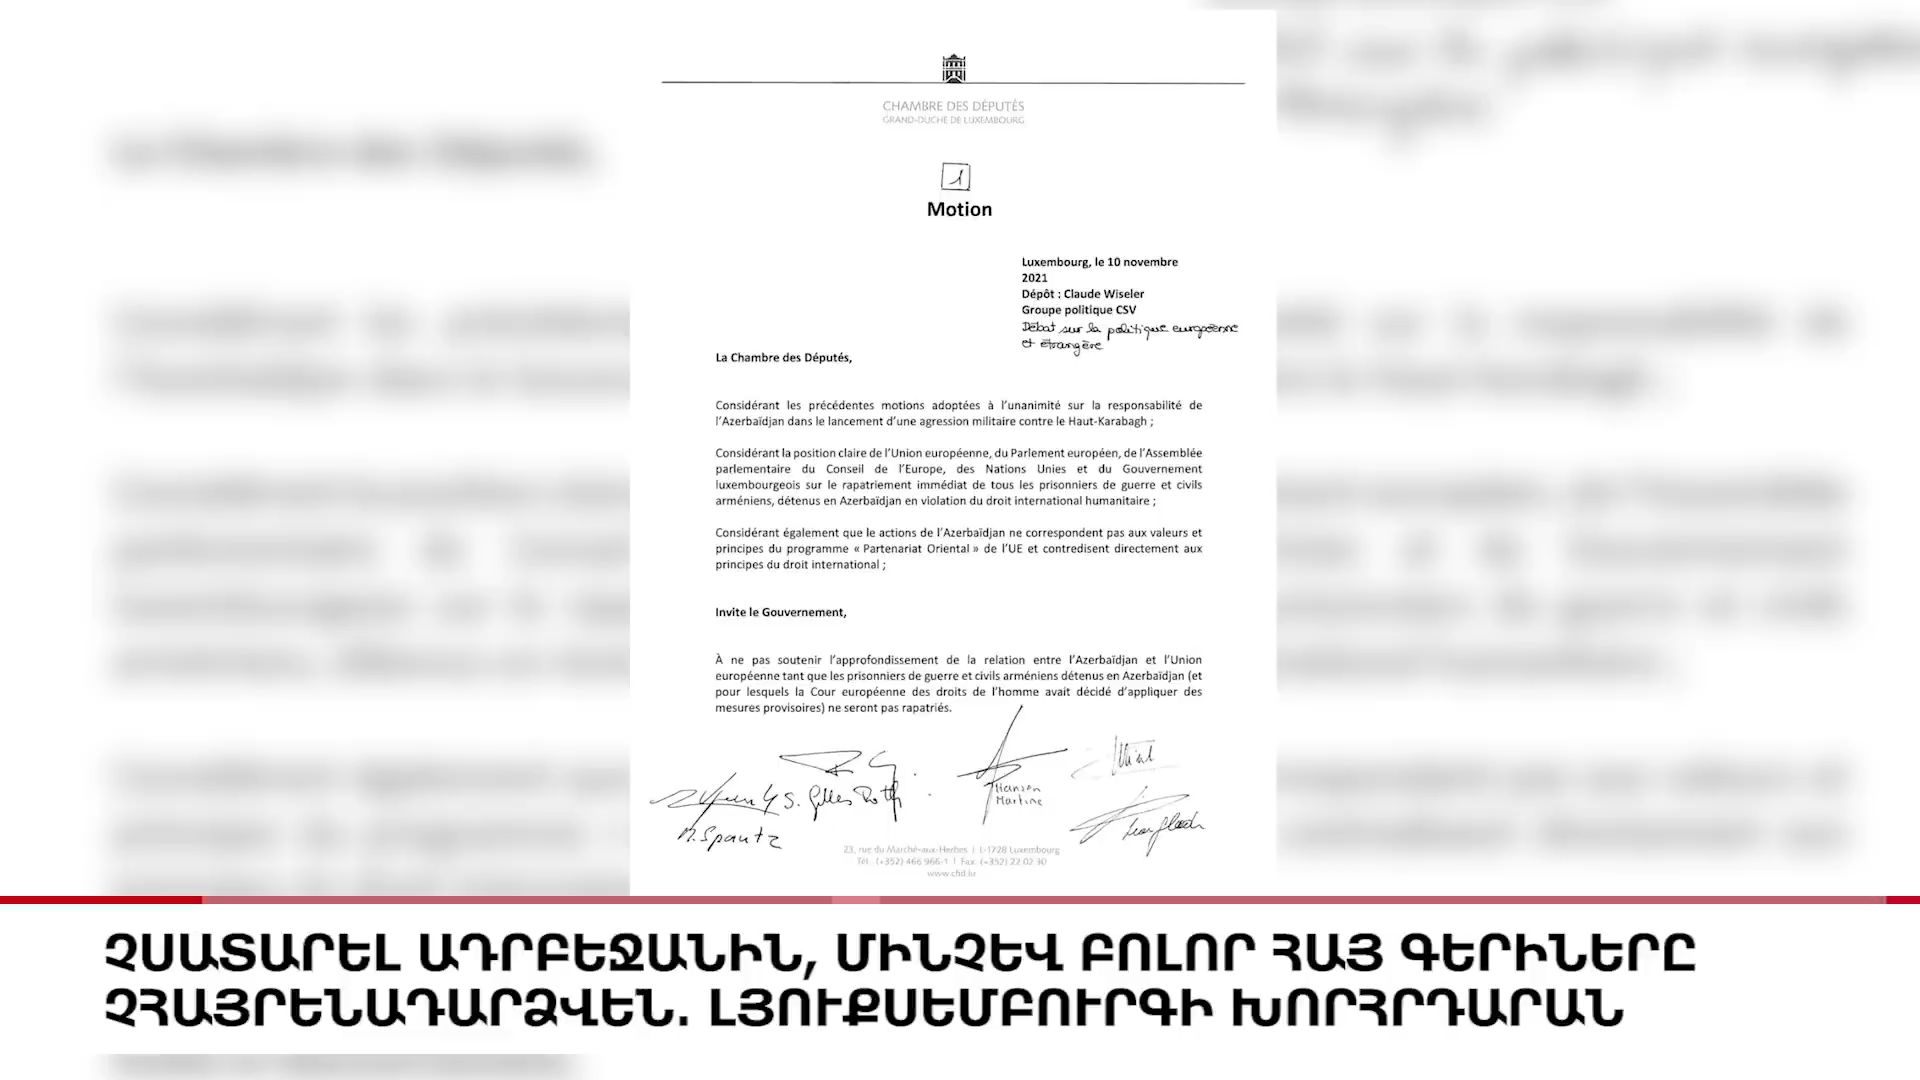 CHAMBRE DES DÉPUTÉS
GRAND-DUCHÉ DE LUXEMBOURG
1
Motion
Luxembourg, le 10 novembre
2021
Dépôt : Claude Wiseler
Groupe politique CSV
Débat sur la politique européenne
et étrangère
La Chambre des Députés,
Considérant les précédentes motions adoptées à l'unanimité sur la responsabilité de
l'Azerbaïdjan dans le lancement d'une agression militaire contre le Haut-Karabagh ;
Considérant la position claire de l'Union européenne, du Parlement européen, de l'Assemblée
parlementaire du Conseil de l'Europe, des Nations Unies et du Gouvernement
luxembourgeois sur le rapatriement immédiat de tous les prisonniers de guerre et civils
arméniens, détenus en Azerbaïdjan en violation du droit international humanitaire ;
Considérant également que le actions de l'Azerbaïdjan ne correspondent pas aux valeurs et
principes du programme « Partenariat Oriental » de l'UE et contredisent directement aux
principes du droit international ;
Invite le Gouvernement,
À ne pas soutenir l'approfondissement de la relation entre l'Azerbaïdjan et l'Union
européenne tant que les prisonniers de guerre et civils arméniens détenus en Azerbaïdjan (et
pour lesquels la Cour européenne des droits de l'homme avait décidé d'appliquer des
mesures provisoires) ne seront pas rapatriés.
Gilles Roth
Hansen
Martine
M. Spautz
23, rue du Marché-aux-Herbes | L-1728 Luxembourg
Tél.: (+352) 466 966-1 | Fax: (+352) 22 02 30
www.chd.lu
ՉՍԱՏԱՐԵԼ ԱԴՐԲԵՋԱՆԻՆ, ՄԻՆՉԵՎ ԲՈԼՈՐ ՀԱՅ ԳԵՐԻՆԵՐԸ
ՉՀԱՅՐԵՆԱԴԱՐՁՎԵՆ. ԼՅՈՒՔՍԵՄԲՈՒՐԳԻ ԽՈՐՀՐԴԱՐԱՆ